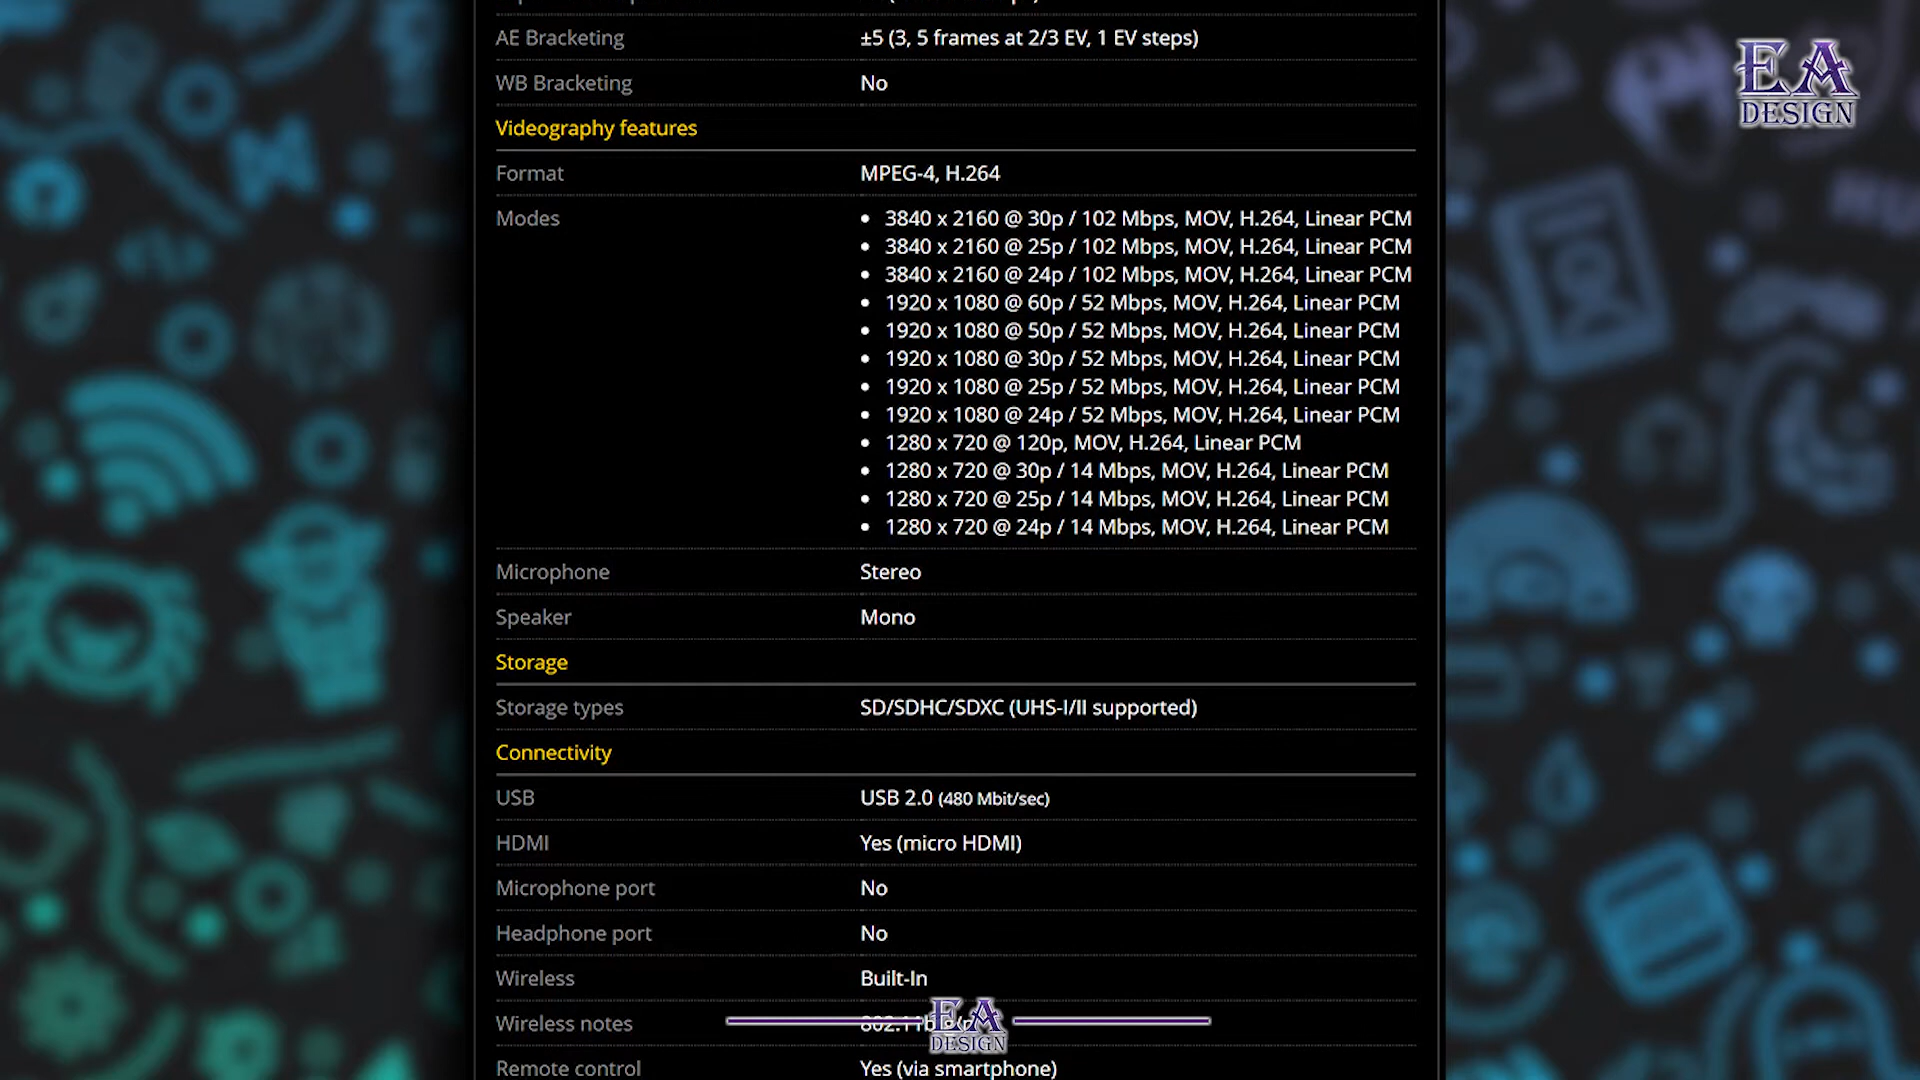 AE Bracketing ±5 (3, 5 frames at 2/3 EV, 1 EV steps)
EA
DESIGN
WB Bracketing No
Videography features
Format MPEG-4, H.264
Modes
• 3840 x 2160 @ 30p / 102 Mbps, MOV, H.264, Linear PCM
• 3840 x 2160 @ 25p / 102 Mbps, MOV, H.264, Linear PCM
• 3840 x 2160 @ 24p / 102 Mbps, MOV, H.264, Linear PCM
• 1920 x 1080 @ 60p / 52 Mbps, MOV, H.264, Linear PCM
• 1920 x 1080 @ 50p / 52 Mbps, MOV, H.264, Linear PCM
• 1920 x 1080 @ 30p / 52 Mbps, MOV, H.264, Linear PCM
• 1920 x 1080 @ 25p / 52 Mbps, MOV, H.264, Linear PCM
• 1920 x 1080 @ 24p / 52 Mbps, MOV, H.264, Linear PCM
• 1280 x 720 @ 120p, MOV, H.264, Linear PCM
• 1280 x 720 @ 30p / 14 Mbps, MOV, H.264, Linear PCM
• 1280 x 720 @ 25p / 14 Mbps, MOV, H.264, Linear PCM
• 1280 x 720 @ 24p / 14 Mbps, MOV, H.264, Linear PCM
Microphone Stereo
Speaker Mono
Storage
Storage types SD/SDHC/SDXC (UHS-I/II supported)
Connectivity
USB USB 2.0 (480 Mbit/sec)
HDMI Yes (micro HDMI)
Microphone port No
Headphone port No
Wireless Built-In
Wireless notes
EA
DESIGN
Remote control Yes (via smartphone)